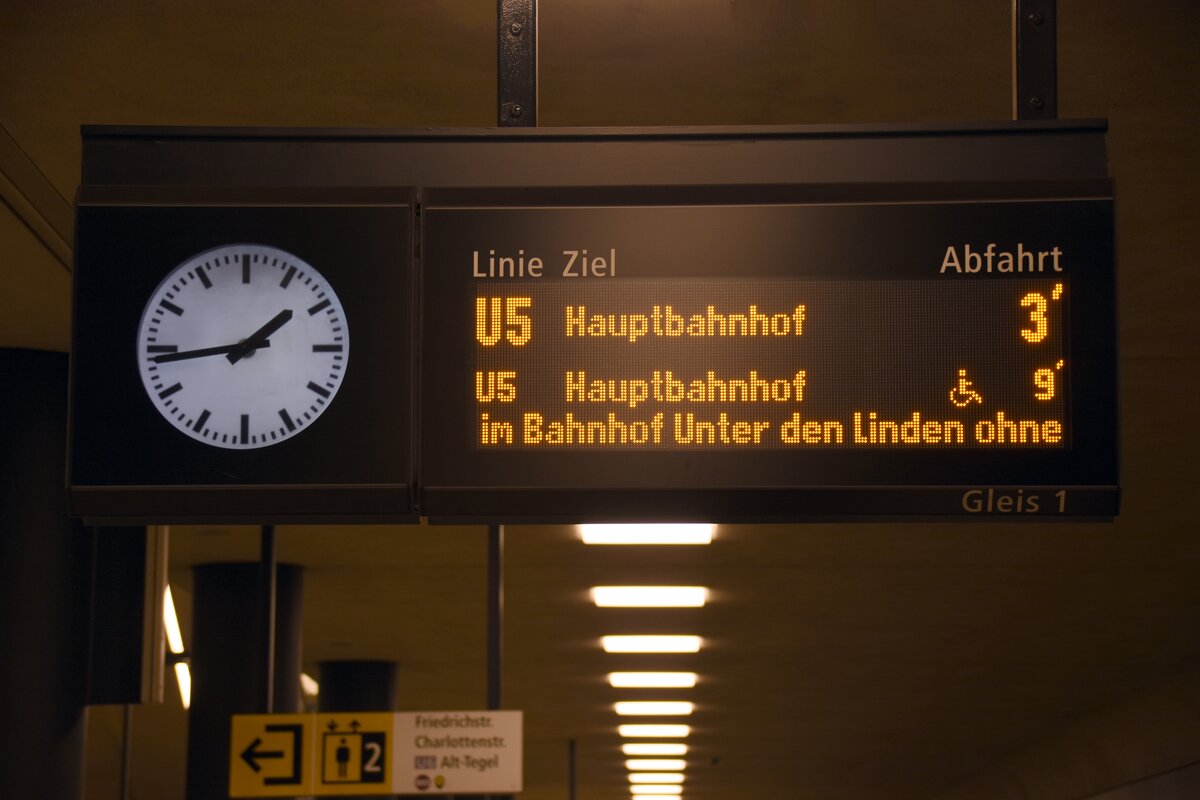 Linie Ziel Abfahrt
U5 Hauptbahnhof 3'
U5 Hauptbahnhof 9'
im Bahnhof Unter den Linden ohne
Gleis 1
2
Friedrichstr.
Charlottenstr.
U6 Alt-Tegel